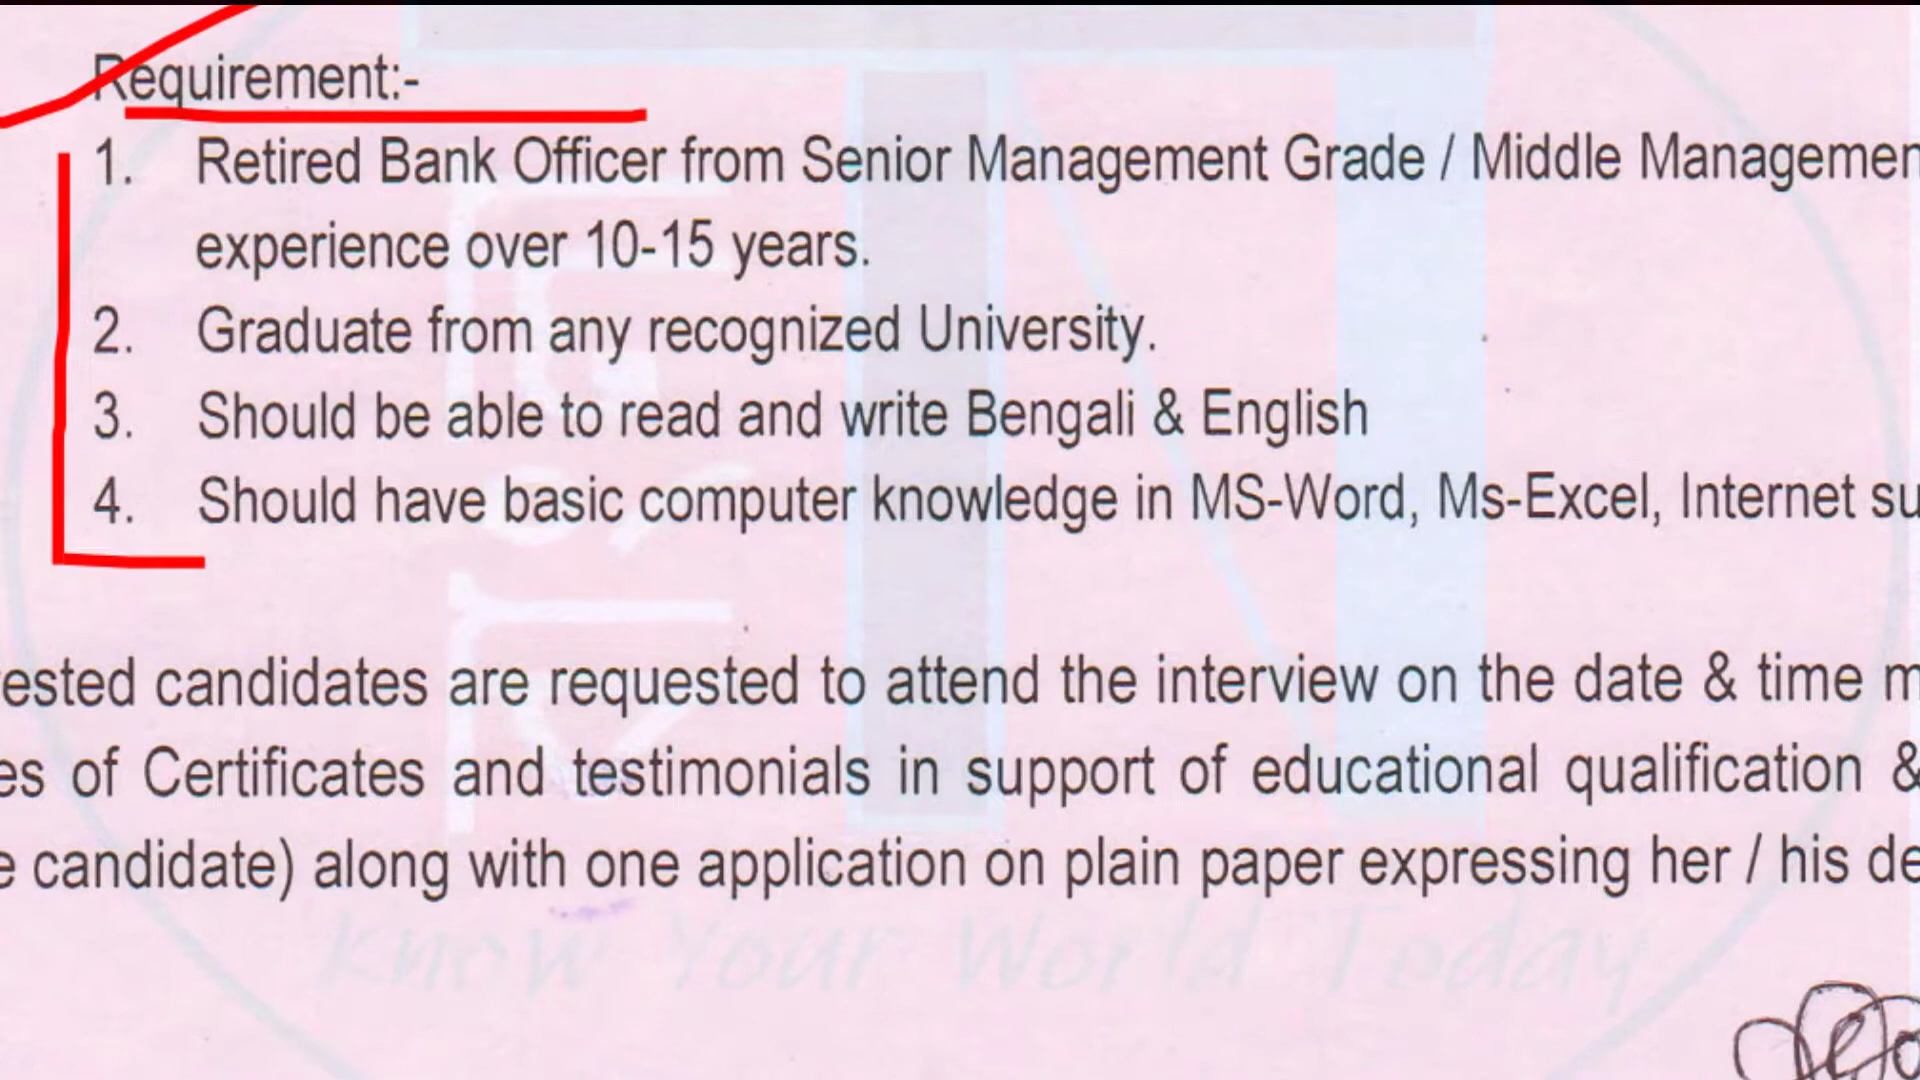 Requirement:-
1. Retired Bank Officer from Senior Management Grade / Middle Managemen
experience over 10-15 years.
2. Graduate from any recognized University.
3. Should be able to read and write Bengali & English
4. Should have basic computer knowledge in MS-Word, Ms-Excel, Internet su
ested candidates are requested to attend the interview on the date & time m
es of Certificates and testimonials in support of educational qualification &
e candidate) along with one application on plain paper expressing her / his de
Know Your World Today